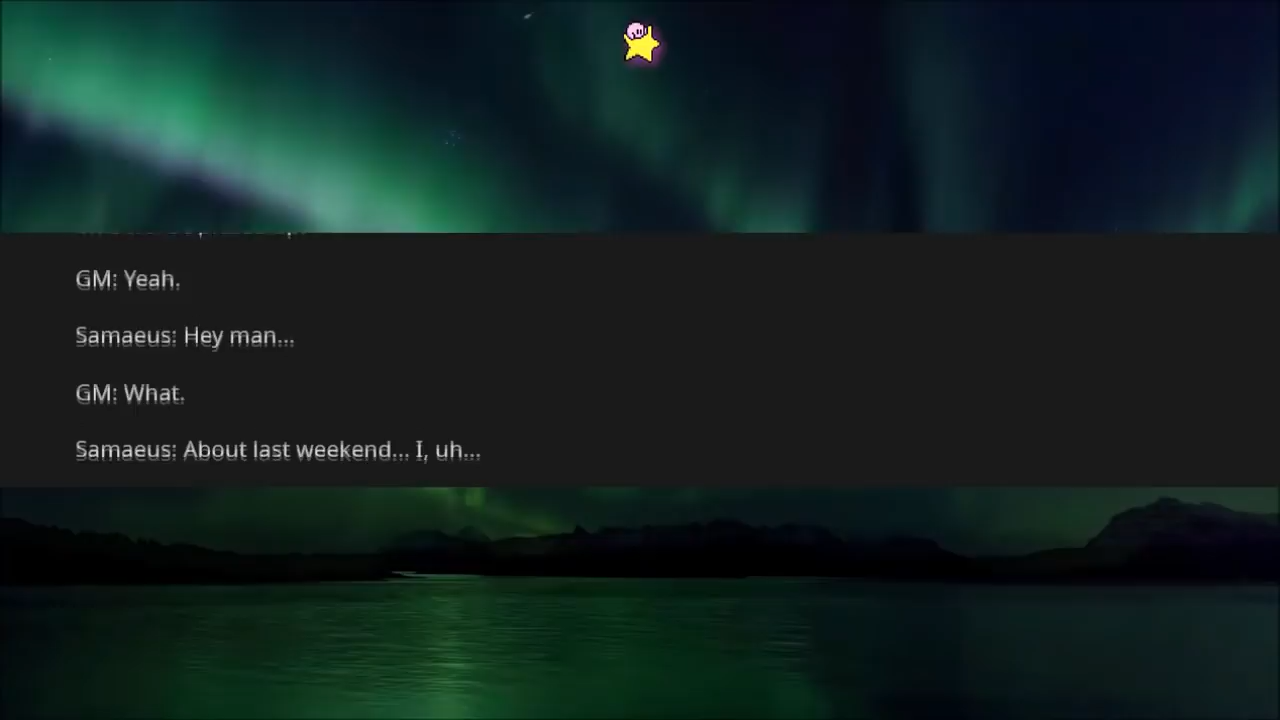 GM: Yeah.
Samaeus: Hey man...
GM: What.
Samaeus: About last weekend... I, uh...